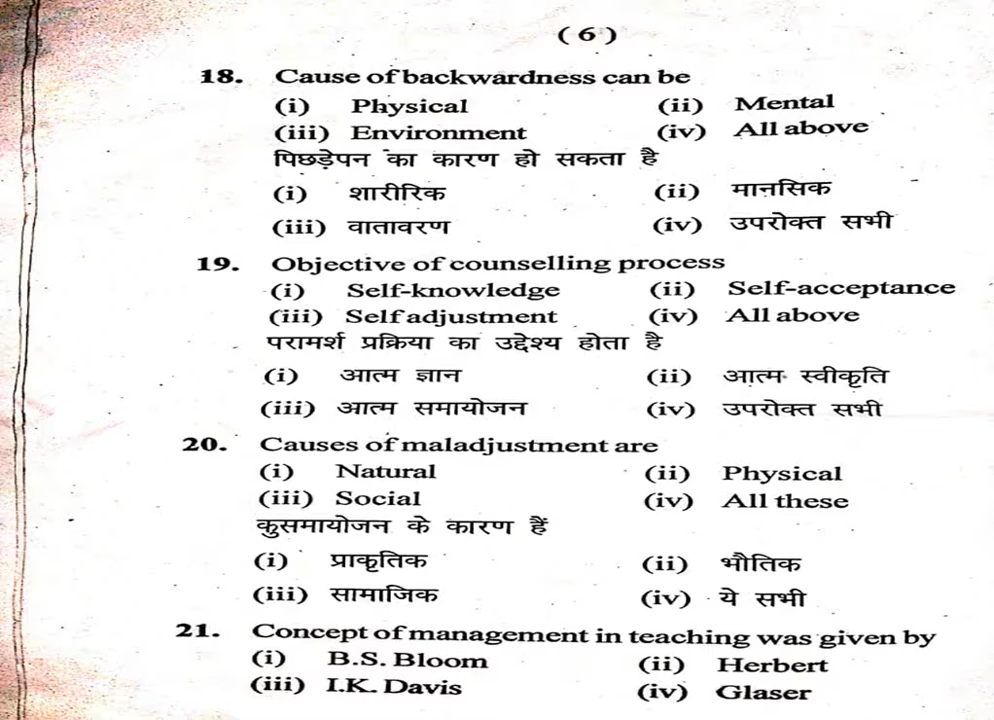 ( 6 )
18. Cause of backwardness can be
(i) Physical (ii) Mental
(iii) Environment (iv) All above
पिछड़ेपन का कारण हो सकता है
(i) शारीरिक (ii) मानसिक
(iii) वातावरण (iv) उपरोक्त सभी
19. Objective of counselling process
(i) Self-knowledge (ii) Self-acceptance
(iii) Self adjustment (iv) All above
परामर्श प्रक्रिया का उद्देश्य होता है
(i) आत्म ज्ञान (ii) आत्म स्वीकृति
(iii) आत्म समायोजन (iv) उपरोक्त सभी
20. Causes of maladjustment are
(i) Natural (ii) Physical
(iii) Social (iv) All these
कुसमायोजन के कारण हैं
(i) प्राकृतिक (ii) भौतिक
(iii) सामाजिक (iv) ये सभी
21. Concept of management in teaching was given by
(i) B.S. Bloom (ii) Herbert
(iii) I.K. Davis (iv) Glaser